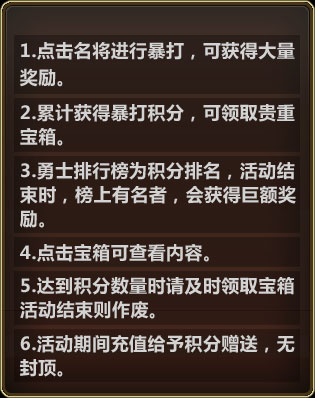 1.点击名将进行暴打，可获得大量
奖励。
2.累计获得暴打积分，可领取贵重
宝箱。
3.勇士排行榜为积分排名，活动结
束时，榜上有名者，会获得巨额奖
励。
4.点击宝箱可查看内容。
5.达到积分数量时请及时领取宝箱
活动结束则作废。
6.活动期间充值给予积分赠送，无
封顶。